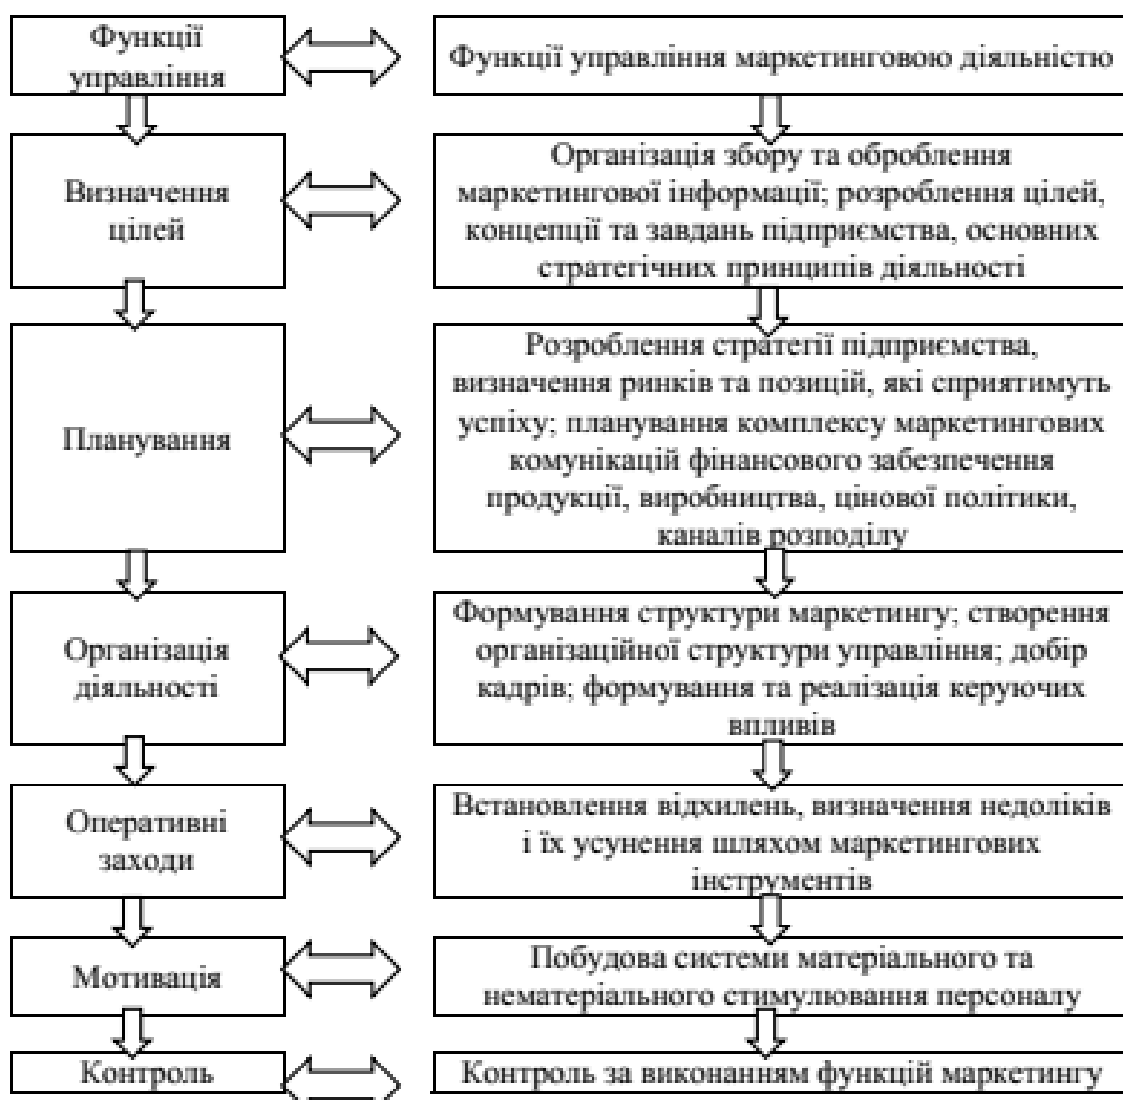 Функції
управління
Функції управління маркетинговою діяльністю
Визначення
цілей
Організація збору та оброблення
маркетингової інформації; розроблення цілей,
концепції та завдань підприємства, основних
стратегічних принципів діяльності
Планування
Розроблення стратегії підприємства,
визначення ринків та позицій, які сприятимуть
успіху; планування комплексу маркетингових
комунікацій фінансового забезпечення
продукції, виробництва, цінової політики,
каналів розподілу
Організація
діяльності
Формування структури маркетингу; створення
організаційної структури управління; добір
кадрів; формування та реалізація керуючих
впливів
Оперативні
заходи
Встановлення відхилень, визначення недоліків
і їх усунення шляхом маркетингових
інструментів
Мотивація
Побудова системи матеріального та
нематеріального стимулювання персоналу
Контроль
Контроль за виконанням функцій маркетингу